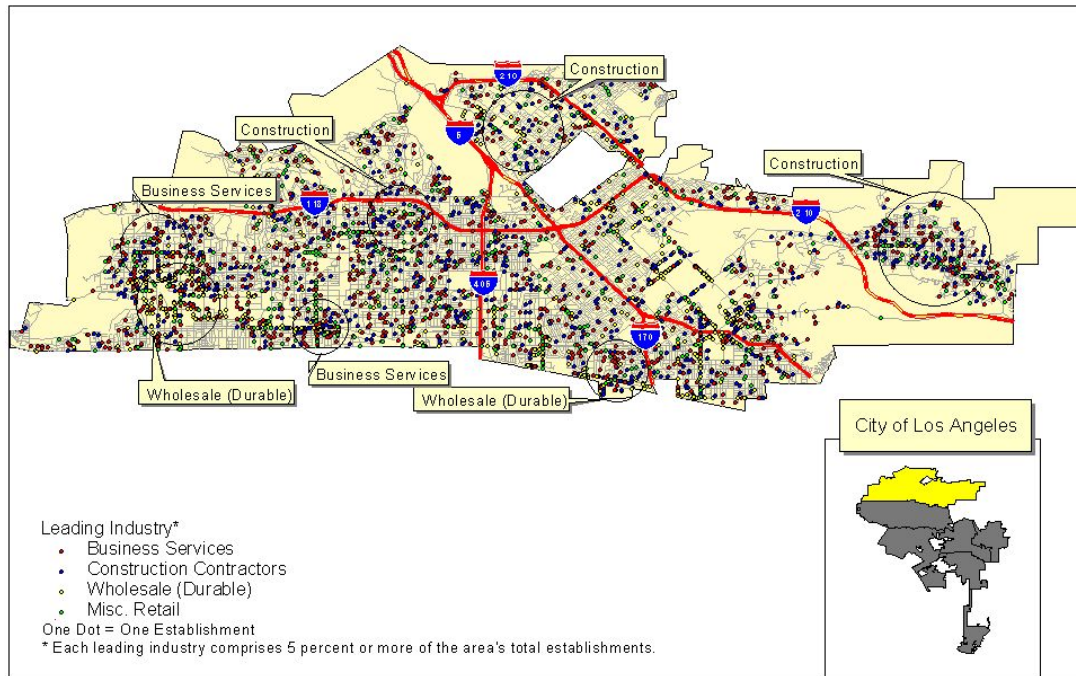 210
Construction
5
Construction
Construction
Business Services
118
210
405
170
Business Services
Wholesale (Durable)
Wholesale (Durable)
City of Los Angeles
Leading Industry*
Business Services
Construction Contractors
Wholesale (Durable)
Misc. Retail
One Dot = One Establishment
* Each leading industry comprises 5 percent or more of the area's total establishments.